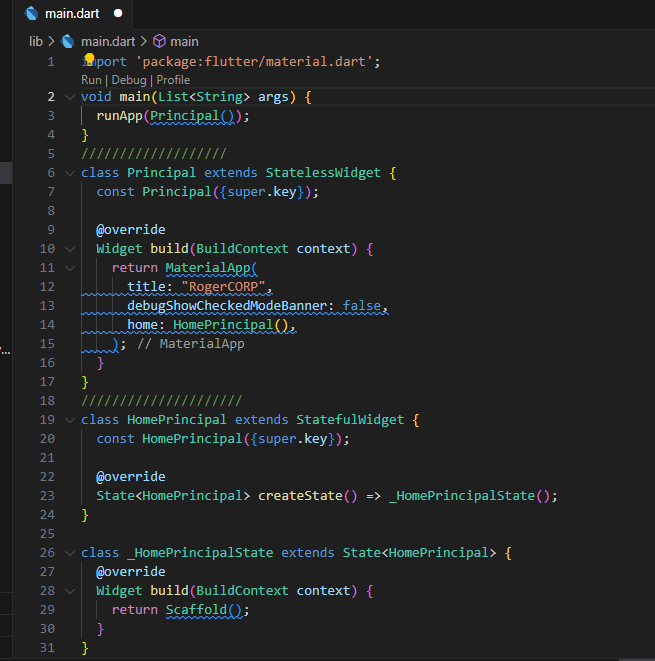 main.dart
lib > main.dart > main
1 import 'package:flutter/material.dart';
Run | Debug | Profile
2 void main(List<String> args) {
3   runApp(Principal());
4 }
5 ///////////////////
6 class Principal extends StatelessWidget {
7   const Principal({super.key});
8
9   @override
10   Widget build(BuildContext context) {
11     return MaterialApp(
12       title: "RogerCORP",
13       debugShowCheckedModeBanner: false,
14       home: HomePrincipal(),
15     ); // MaterialApp
16   }
17 }
18 /////////////////////
19 class HomePrincipal extends StatefulWidget {
20   const HomePrincipal({super.key});
21
22   @override
23   State<HomePrincipal> createState() => _HomePrincipalState();
24 }
25
26 class _HomePrincipalState extends State<HomePrincipal> {
27   @override
28   Widget build(BuildContext context) {
29     return Scaffold();
30   }
31 }